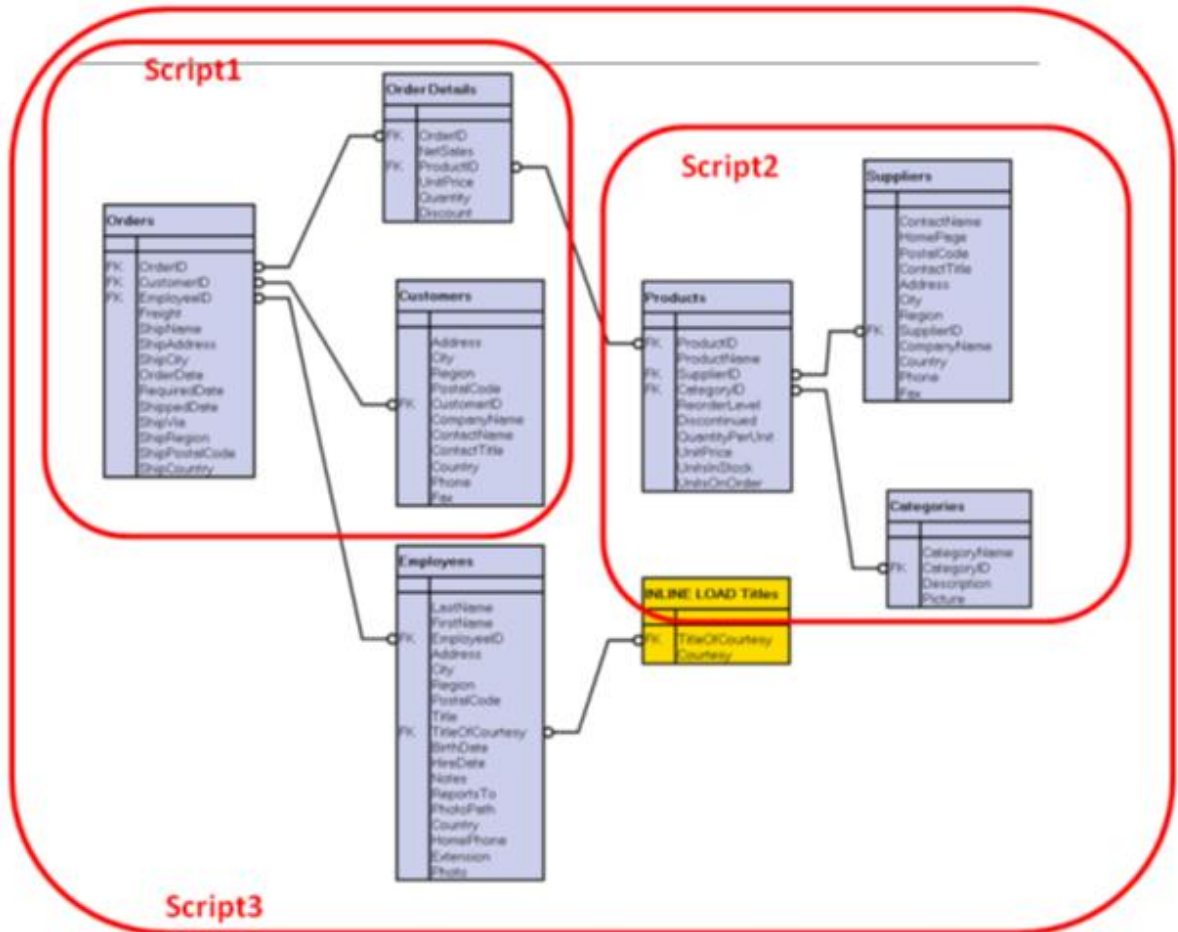 Script1
Order Details
FK OrderID
NetSales
FK ProductID
UnitPrice
Quantity
Discount
Orders
FK OrderID
FK CustomerID
FK EmployeeID
Freight
ShipName
ShipAddress
ShipCity
OrderDate
RequiredDate
ShippedDate
ShipVia
ShipRegion
ShipPostalCode
ShipCountry
Customers
Address
City
Region
PostalCode
FK CustomerID
CompanyName
ContactName
ContactTitle
Country
Phone
Fax
Script2
Suppliers
ContactName
HomePage
PostalCode
ContactTitle
Address
City
Region
FK SupplierID
CompanyName
Country
Phone
Fax
Products
FK ProductID
ProductName
FK SupplierID
FK CategoryID
ReorderLevel
Discontinued
QuantityPerUnit
UnitPrice
UnitsInStock
UnitsOnOrder
Categories
CategoryName
FK CategoryID
Description
Picture
Employees
LastName
FirstName
FK EmployeeID
Address
City
Region
PostalCode
Title
FK TitleOfCourtesy
BirthDate
HireDate
Notes
ReportsTo
PhotoPath
Country
HomePhone
Extension
Photo
INLINE LOAD Titles
FK TitleOfCourtesy
Courtesy
Script3